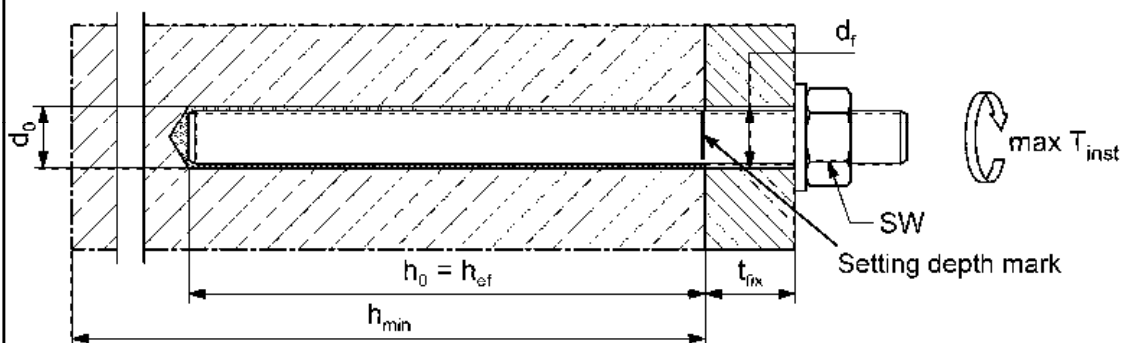 d_f
d_0
max T_inst
SW
Setting depth mark
h_0 = h_ef
t_fix
h_min